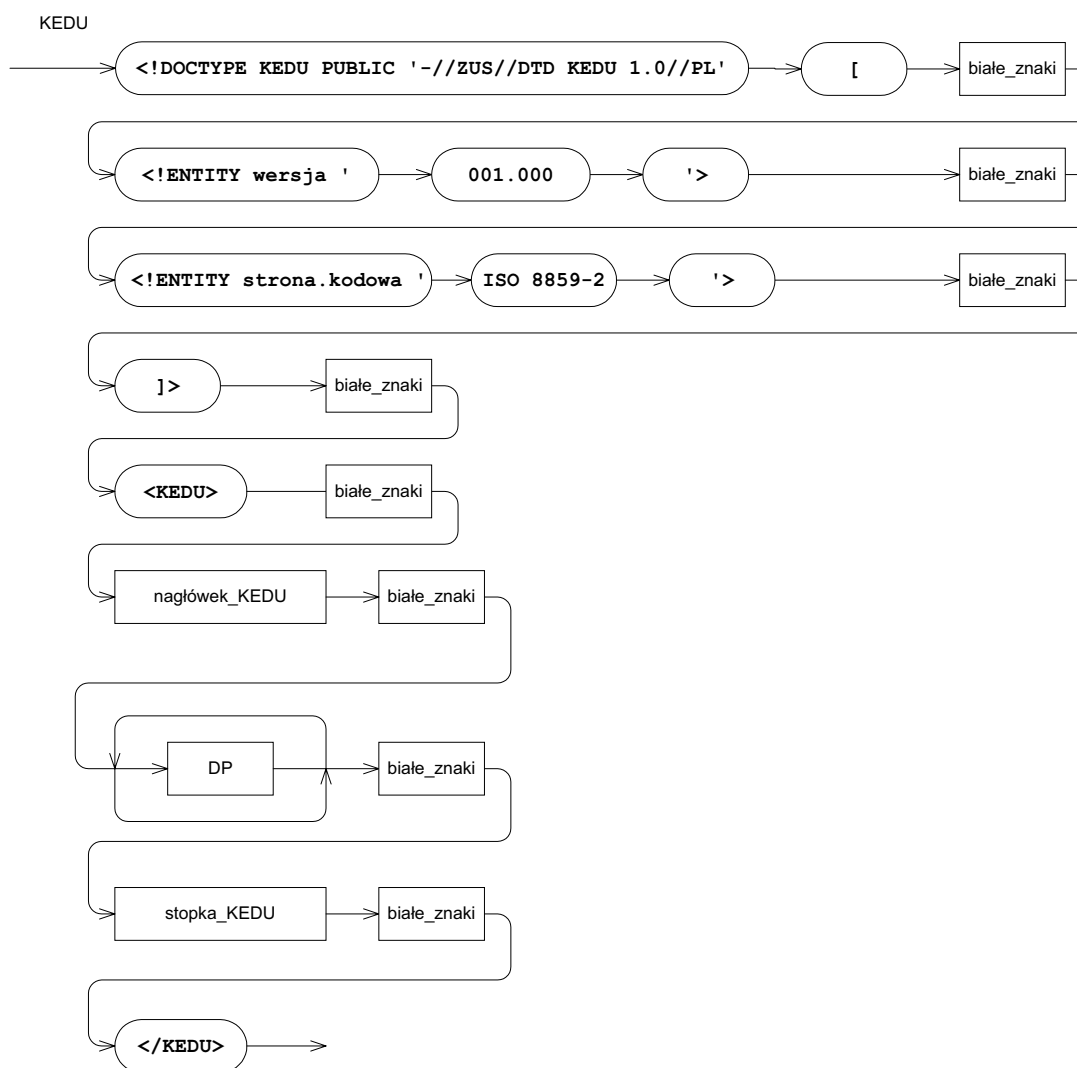 KEDU
<!DOCTYPE KEDU PUBLIC '-//ZUS//DTD KEDU 1.0//PL' [ białe_znaki
<!ENTITY wersja ' 001.000 '> białe_znaki
<!ENTITY strona.kodowa ' ISO 8859-2 '> białe_znaki
]> białe_znaki
<KEDU> białe_znaki
nagłówek_KEDU białe_znaki
DP białe_znaki
stopka_KEDU białe_znaki
</KEDU>